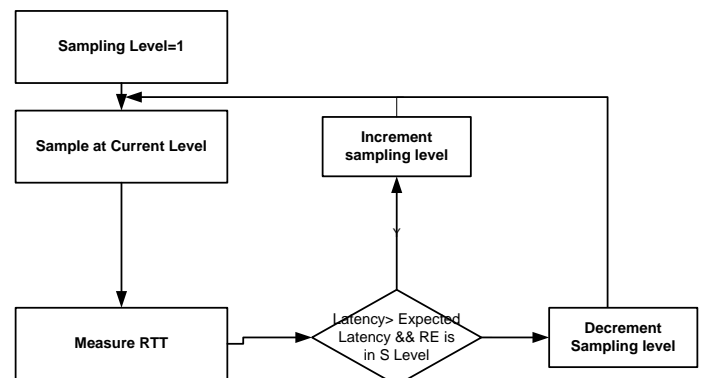 Sampling Level=1
Sample at Current Level
Increment
sampling level
Y
Measure RTT
Latency> Expected
Latency && RE is
in S Level
Decrement
Sampling level